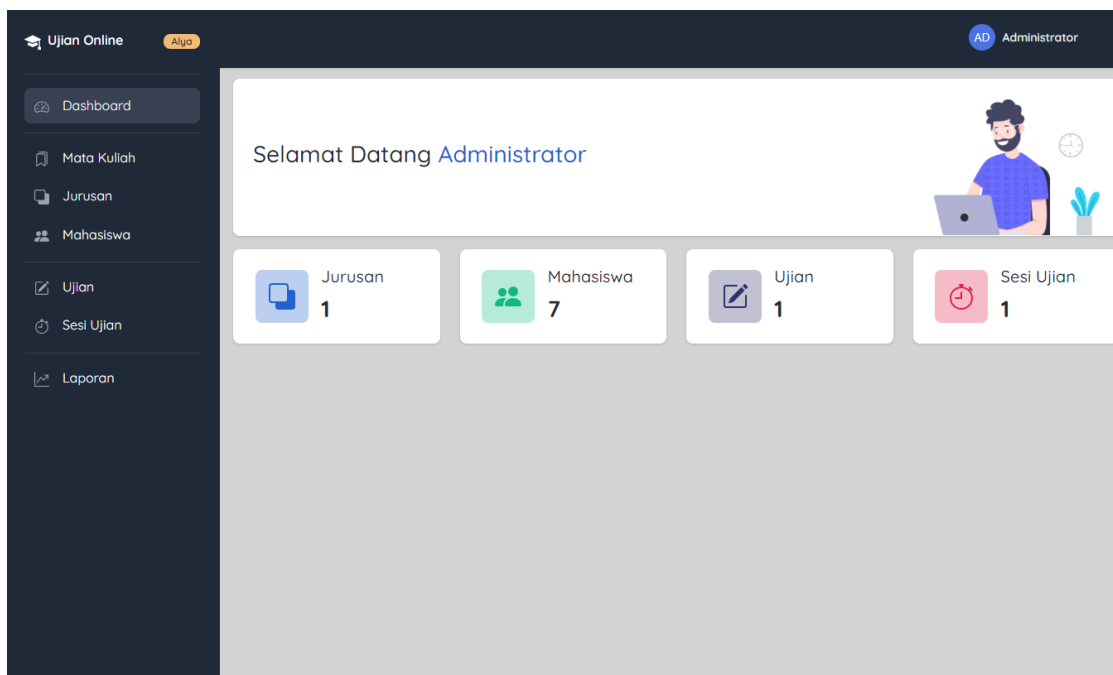 Ujian Online Alya
AD Administrator
Dashboard
Mata Kuliah
Jurusan
Mahasiswa
Ujian
Sesi Ujian
Laporan
Selamat Datang Administrator
Jurusan
1
Mahasiswa
7
Ujian
1
Sesi Ujian
1